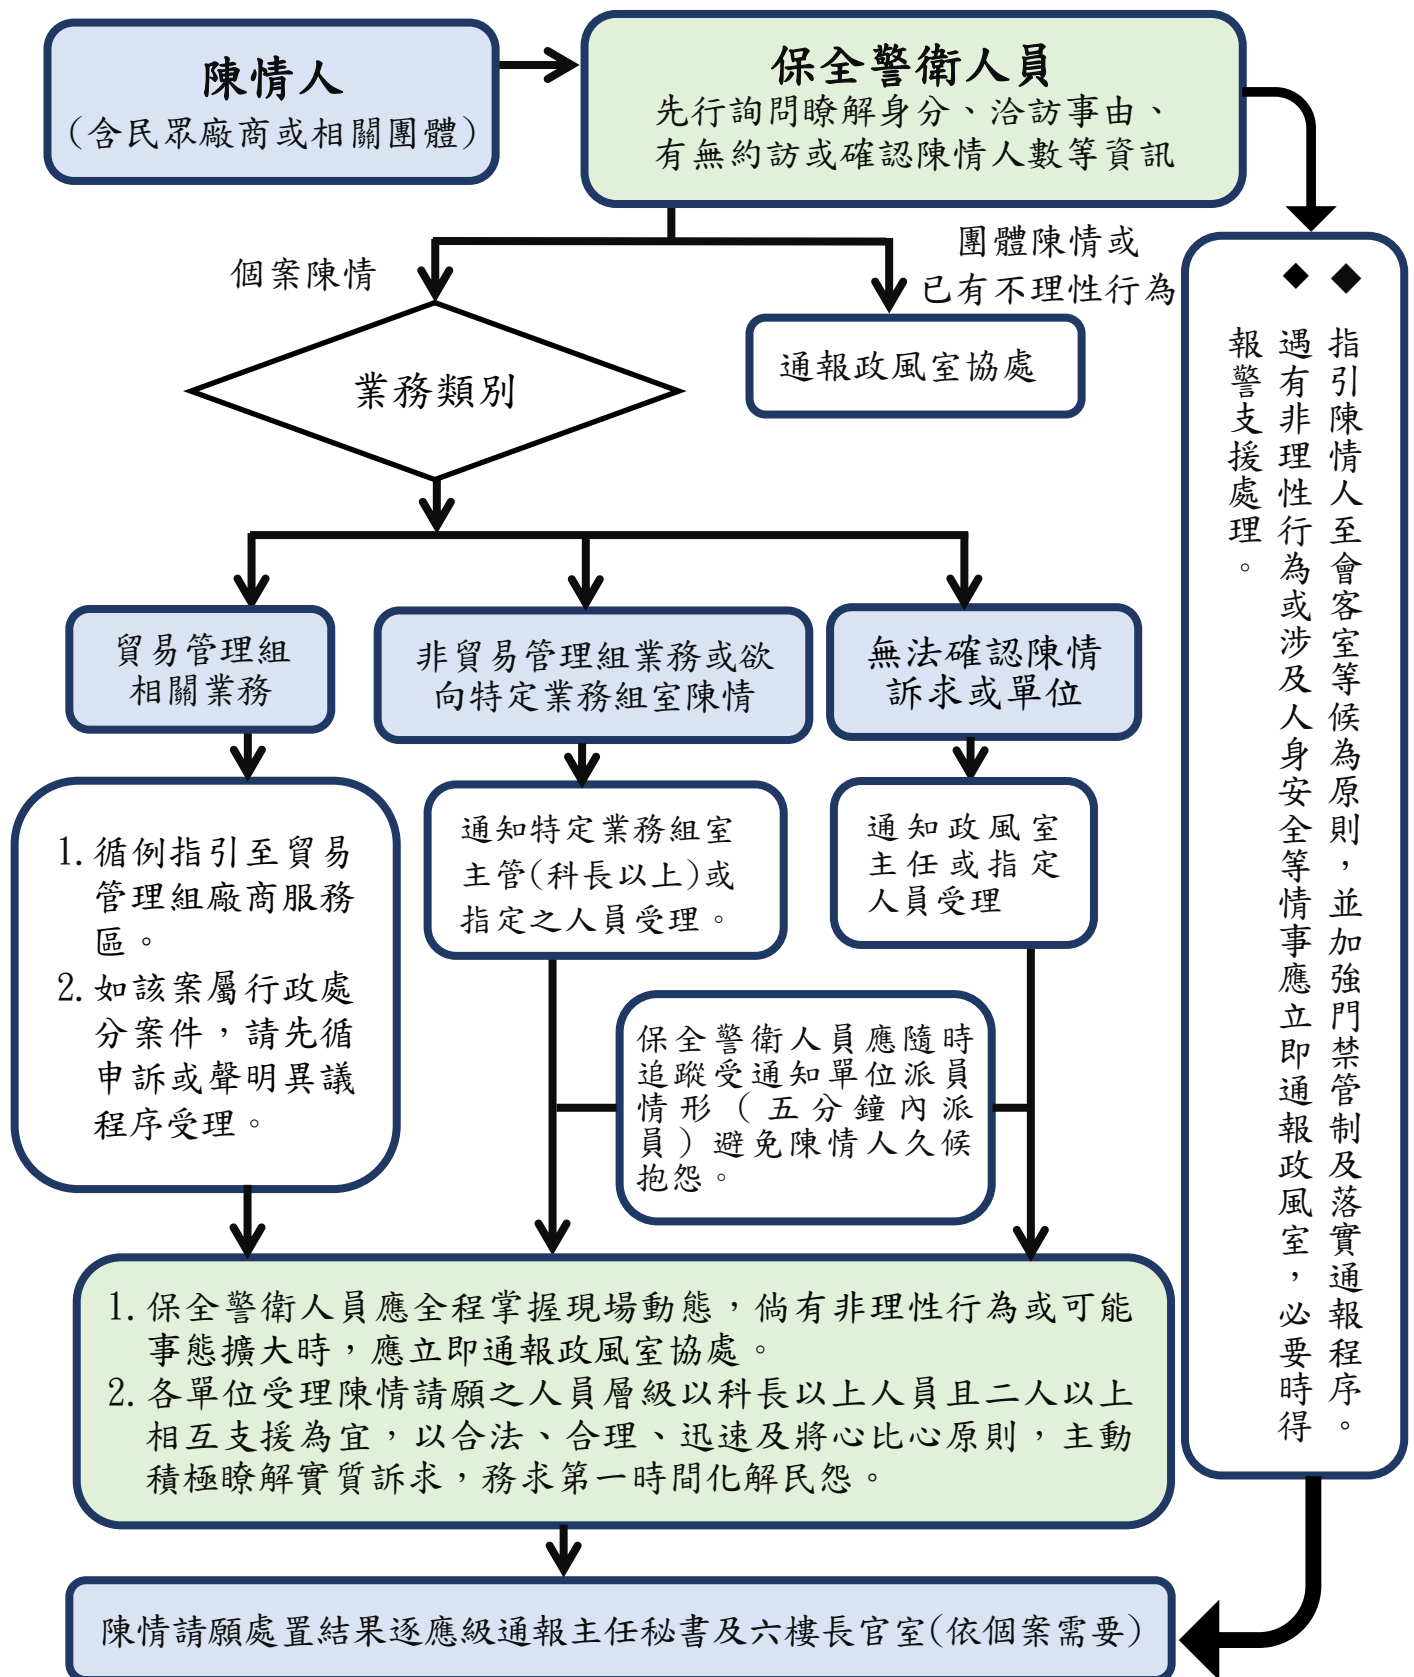 陳情人
(含民眾廠商或相關團體)
保全警衛人員
先行詢問瞭解身分、洽訪事由、
有無約訪或確認陳情人數等資訊
個案陳情
團體陳情或
已有不理性行為
業務類別
通報政風室協處
◆ 指引陳情人至會客室等候為原則，並加強門禁管制及落實通報程序。
◆ 遇有非理性行為或涉及人身安全等情事應立即通報政風室，必要時得
報警支援處理。
貿易管理組
相關業務
非貿易管理組業務或欲
向特定業務組室陳情
無法確認陳情
訴求或單位
1. 循例指引至貿易
管理組廠商服務
區。
2. 如該案屬行政處
分案件，請先循
申訴或聲明異議
程序受理。
通知特定業務組室
主管(科長以上)或
指定之人員受理。
通知政風室
主任或指定
人員受理
保全警衛人員應隨時
追蹤受通知單位派員
情形（五分鐘內派
員）避免陳情人久候
抱怨。
1. 保全警衛人員應全程掌握現場動態，倘有非理性行為或可能
事態擴大時，應立即通報政風室協處。
2. 各單位受理陳情請願之人員層級以科長以上人員且二人以上
相互支援為宜，以合法、合理、迅速及將心比心原則，主動
積極瞭解實質訴求，務求第一時間化解民怨。
陳情請願處置結果逐應級通報主任秘書及六樓長官室(依個案需要)